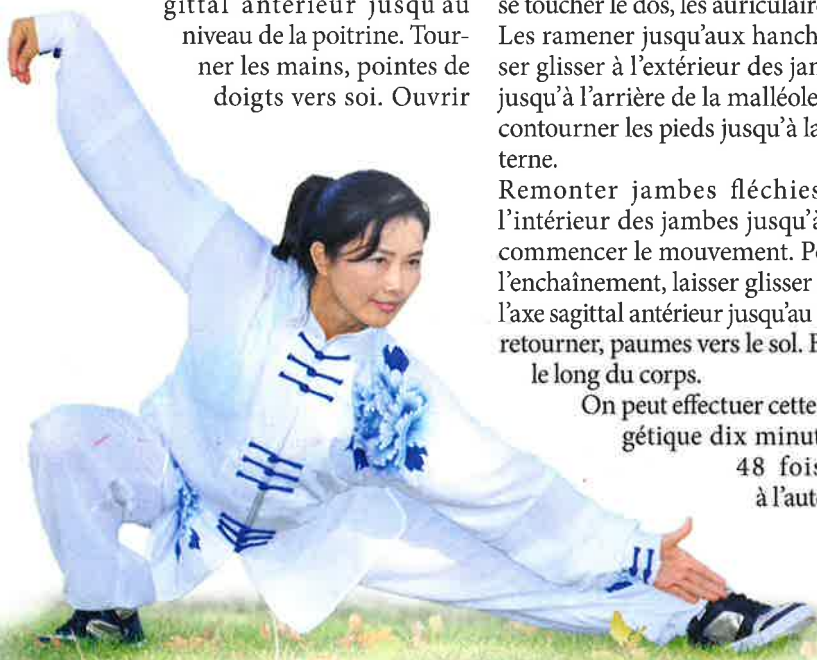 gittal antérieur jusqu'au
niveau de la poitrine. Tour-
ner les mains, pointes de
doigts vers soi. Ouvrir
se toucher le dos, les auriculaire
Les ramener jusqu'aux hanch
ser glisser à l'extérieur des jam
jusqu'à l'arrière de la malléole
contourner les pieds jusqu'à la
terne.
Remonter jambes fléchies
l'intérieur des jambes jusqu'à
commencer le mouvement. Po
l'enchaînement, laisser glisser
l'axe sagittal antérieur jusqu'au
retourner, paumes vers le sol.
le long du corps.
On peut effectuer cette
gétique dix minut
48 fois
à l'aut